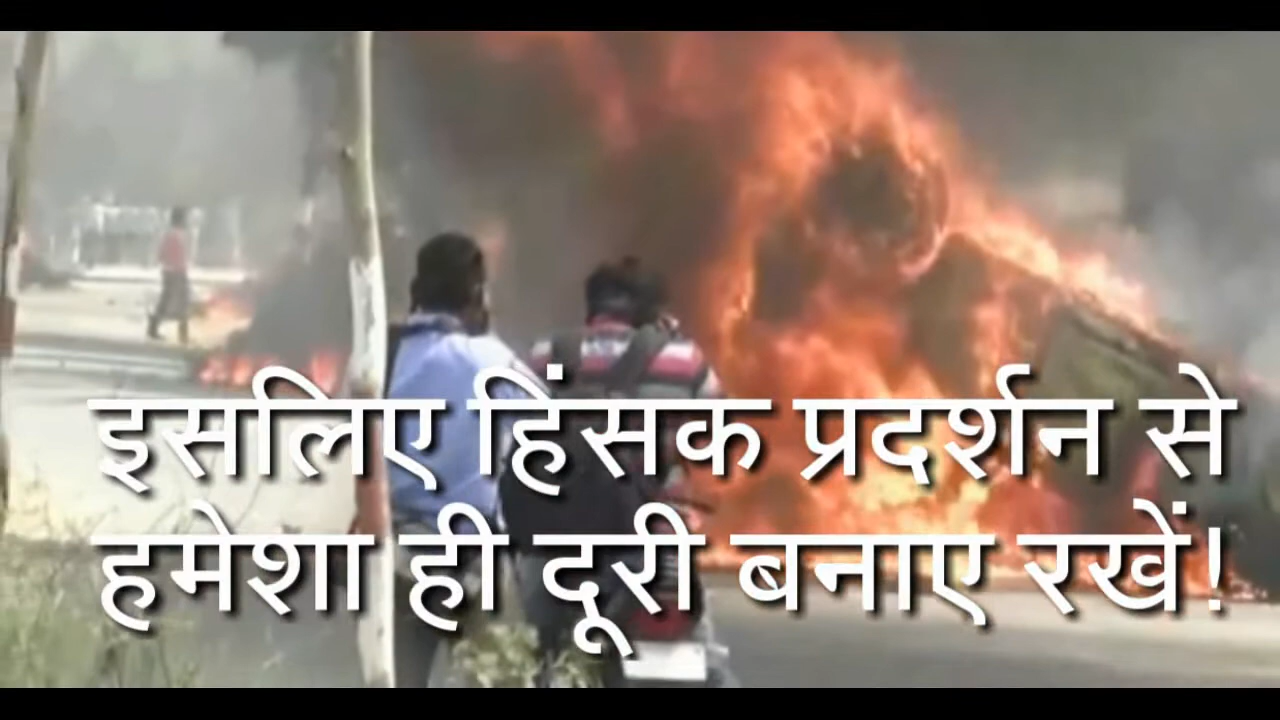 इसलिए हिंसक प्रदर्शन से
हमेशा ही दूरी बनाए रखें!